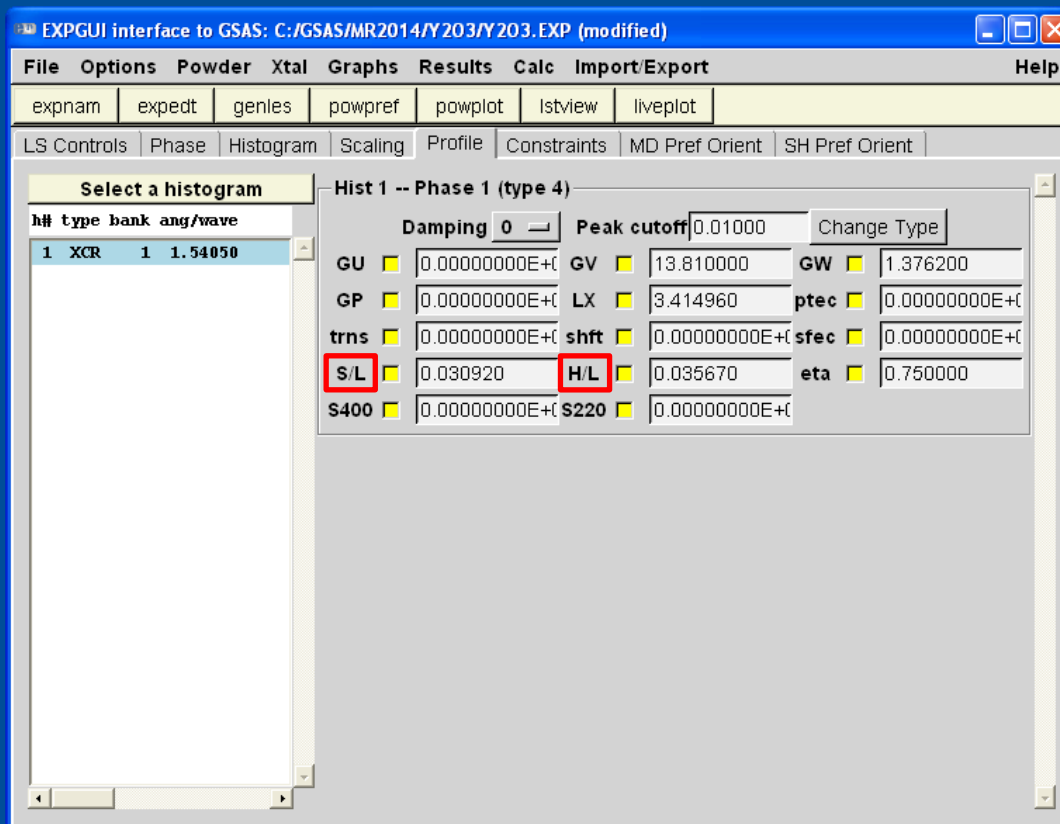 EXPGUI interface to GSAS: C:/GSAS/MR2014/Y2O3/Y2O3.EXP (modified)
File Options Powder Xtal Graphs Results Calc Import/Export Help
expnam expedt genles powpref powplot lstview liveplot
LS Controls Phase Histogram Scaling Profile Constraints MD Pref Orient SH Pref Orient
Select a histogram
h# type bank ang/wave
1 XCR 1 1.54050
Hist 1 -- Phase 1 (type 4)
Damping 0 Peak cutoff 0.01000 Change Type
GU 0.00000000E+0 GV 13.810000 GW 1.376200
GP 0.00000000E+0 LX 3.414960 ptec 0.00000000E+0
trns 0.00000000E+0 shft 0.00000000E+0 sfec 0.00000000E+0
S/L 0.030920 H/L 0.035670 eta 0.750000
S400 0.00000000E+0 S220 0.00000000E+0